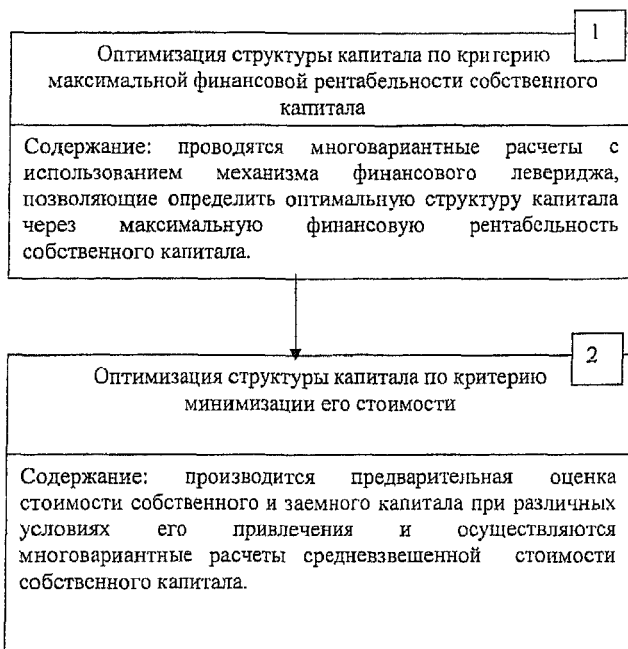 1
Оптимизация структуры капитала по критерию
максимальной финансовой рентабельности собственного
капитала
Содержание: проводятся многовариантные расчеты с
использованием механизма финансового левериджа,
позволяющие определить оптимальную структуру капитала
через максимальную финансовую рентабельность
собственного капитала.
2
Оптимизация структуры капитала по критерию
минимизации его стоимости
Содержание: производится предварительная оценка
стоимости собственного и заемного капитала при различных
условиях его привлечения и осуществляются
многовариантные расчеты средневзвешенной стоимости
собственного капитала.